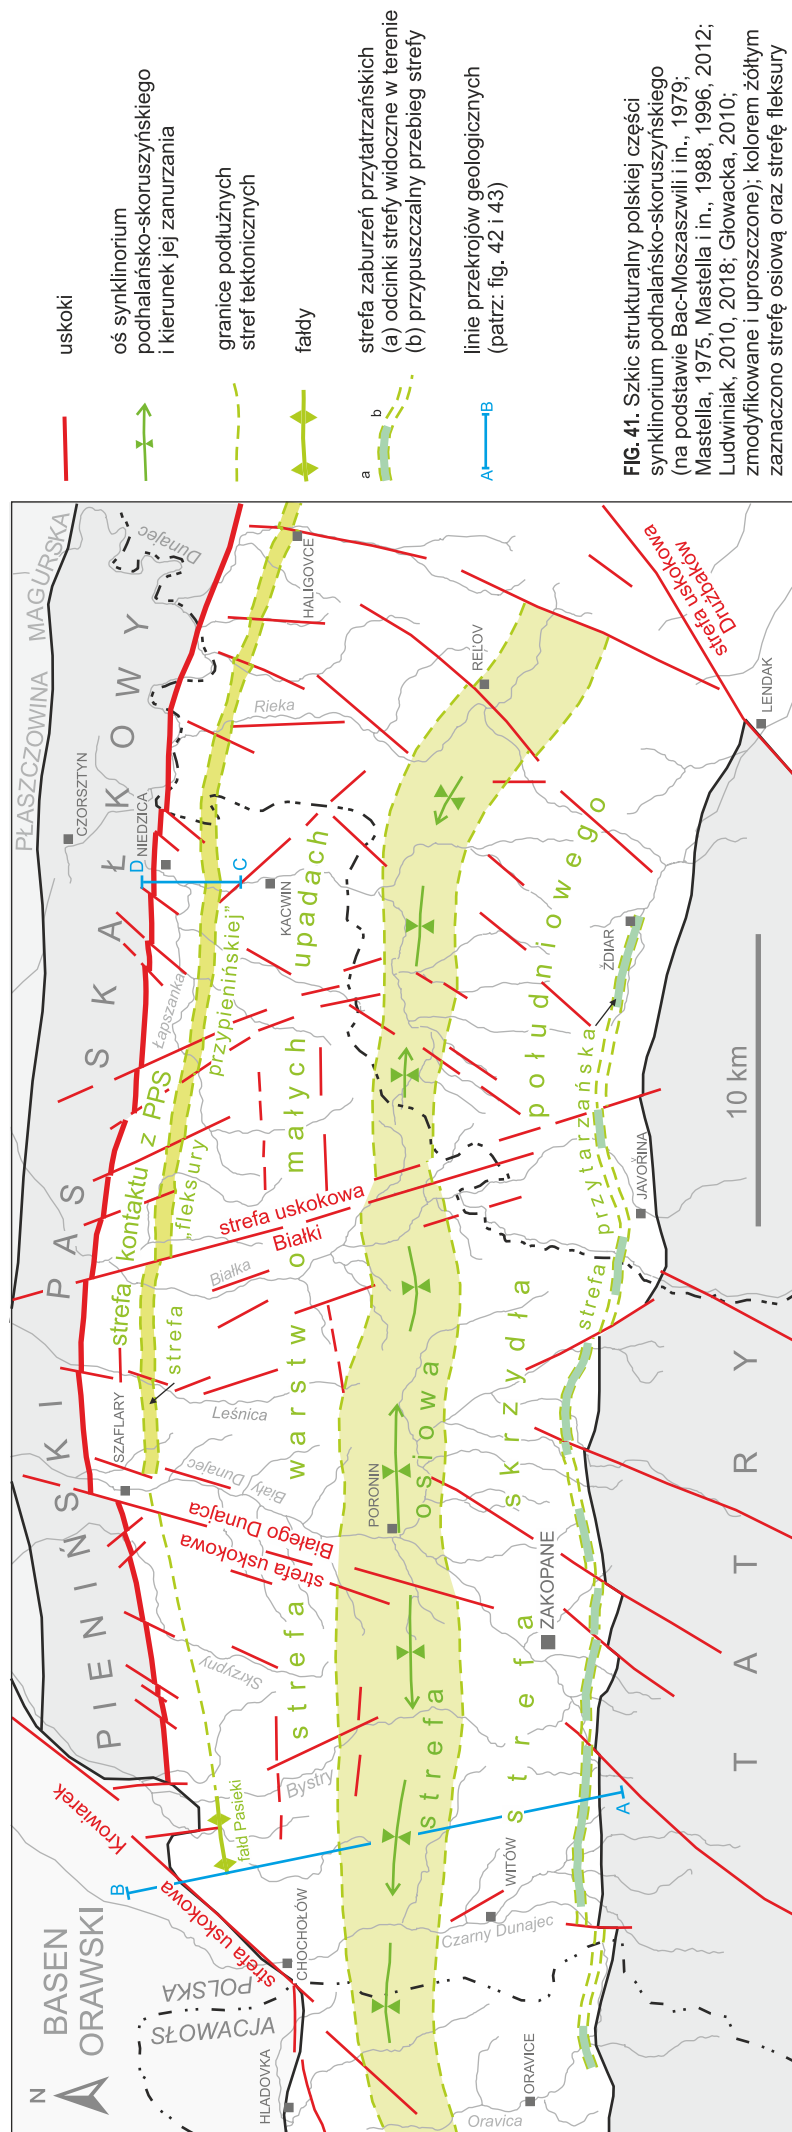 N
BASEN
ORAWSKI
POLSKA
SŁOWACJA
PŁASZCZOWINA MAGURSKA
PIENIŃSKI PAS SKAŁKOWY
TATRY
Dunajec
CZORSZTYN
NIEDZICA
D
C
KACWIN
HALIGOVCE
Rieka
RELOV
LENDAK
strefa uskokowa
Drużbaków
Łapszanka
strefa kontaktu z PPS
strefa „fleksury przypienińskiej”
strefa uskokowa
Białki
Białka
Leśnica
SZAFLARY
Biały Dunajec
strefa uskokowa
Białego Dunajca
Skrzypny
Bystry
fałd Pasieki
strefa uskokowa Krowiarek
B
A
CHOCHOŁÓW
HLADOVKA
ORAVICE
Oravica
WITÓW
Czarny Dunajec
PORONIN
ZAKOPANE
JAVORINA
ŽDIAR
strefa warstw o małych upadach
strefa osiowa
strefa skrzydła południowego
strefa przytatrzańska
10 km
uskoki
oś synklinorium
podhalańsko-skoruszyńskiego
i kierunek jej zanurzania
granice podłużnych
stref tektonicznych
fałdy
a
b
strefa zaburzeń przytatrzańskich
(a) odcinki strefy widoczne w terenie
(b) przypuszczalny przebieg strefy
A
B
linie przekrojów geologicznych
(patrz: fig. 42 i 43)
FIG. 41. Szkic strukturalny polskiej części
synklinorium podhalańsko-skoruszyńskiego
(na podstawie Bac-Moszaszwili i in., 1979;
Mastella, 1975, Mastella i in., 1988, 1996, 2012;
Ludwiniak, 2010, 2018; Głowacka, 2010;
zmodyfikowane i uproszczone); kolorem żółtym
zaznaczono strefę osiową oraz strefę fleksury